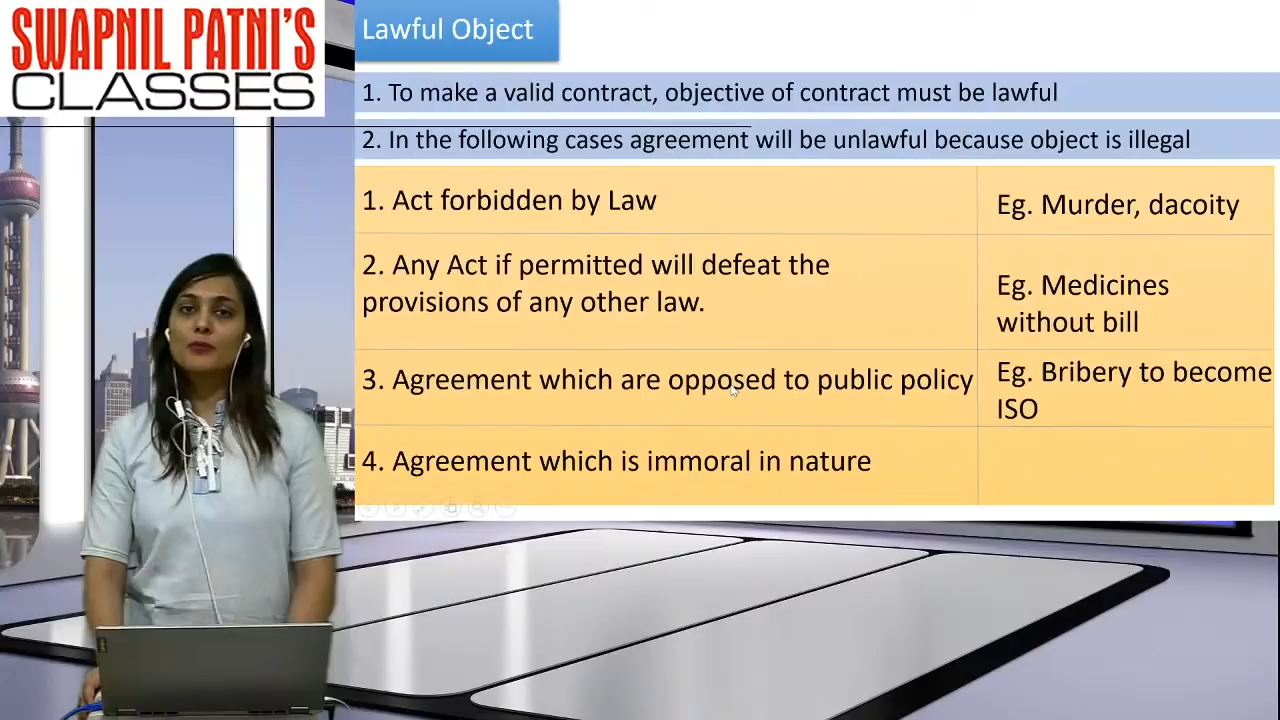 SWAPNIL PATNI'S
CLASSES
Lawful Object
1. To make a valid contract, objective of contract must be lawful
2. In the following cases agreement will be unlawful because object is illegal
1. Act forbidden by Law
Eg. Murder, dacoity
2. Any Act if permitted will defeat the
provisions of any other law.
Eg. Medicines
without bill
3. Agreement which are opposed to public policy
Eg. Bribery to become
ISO
4. Agreement which is immoral in nature